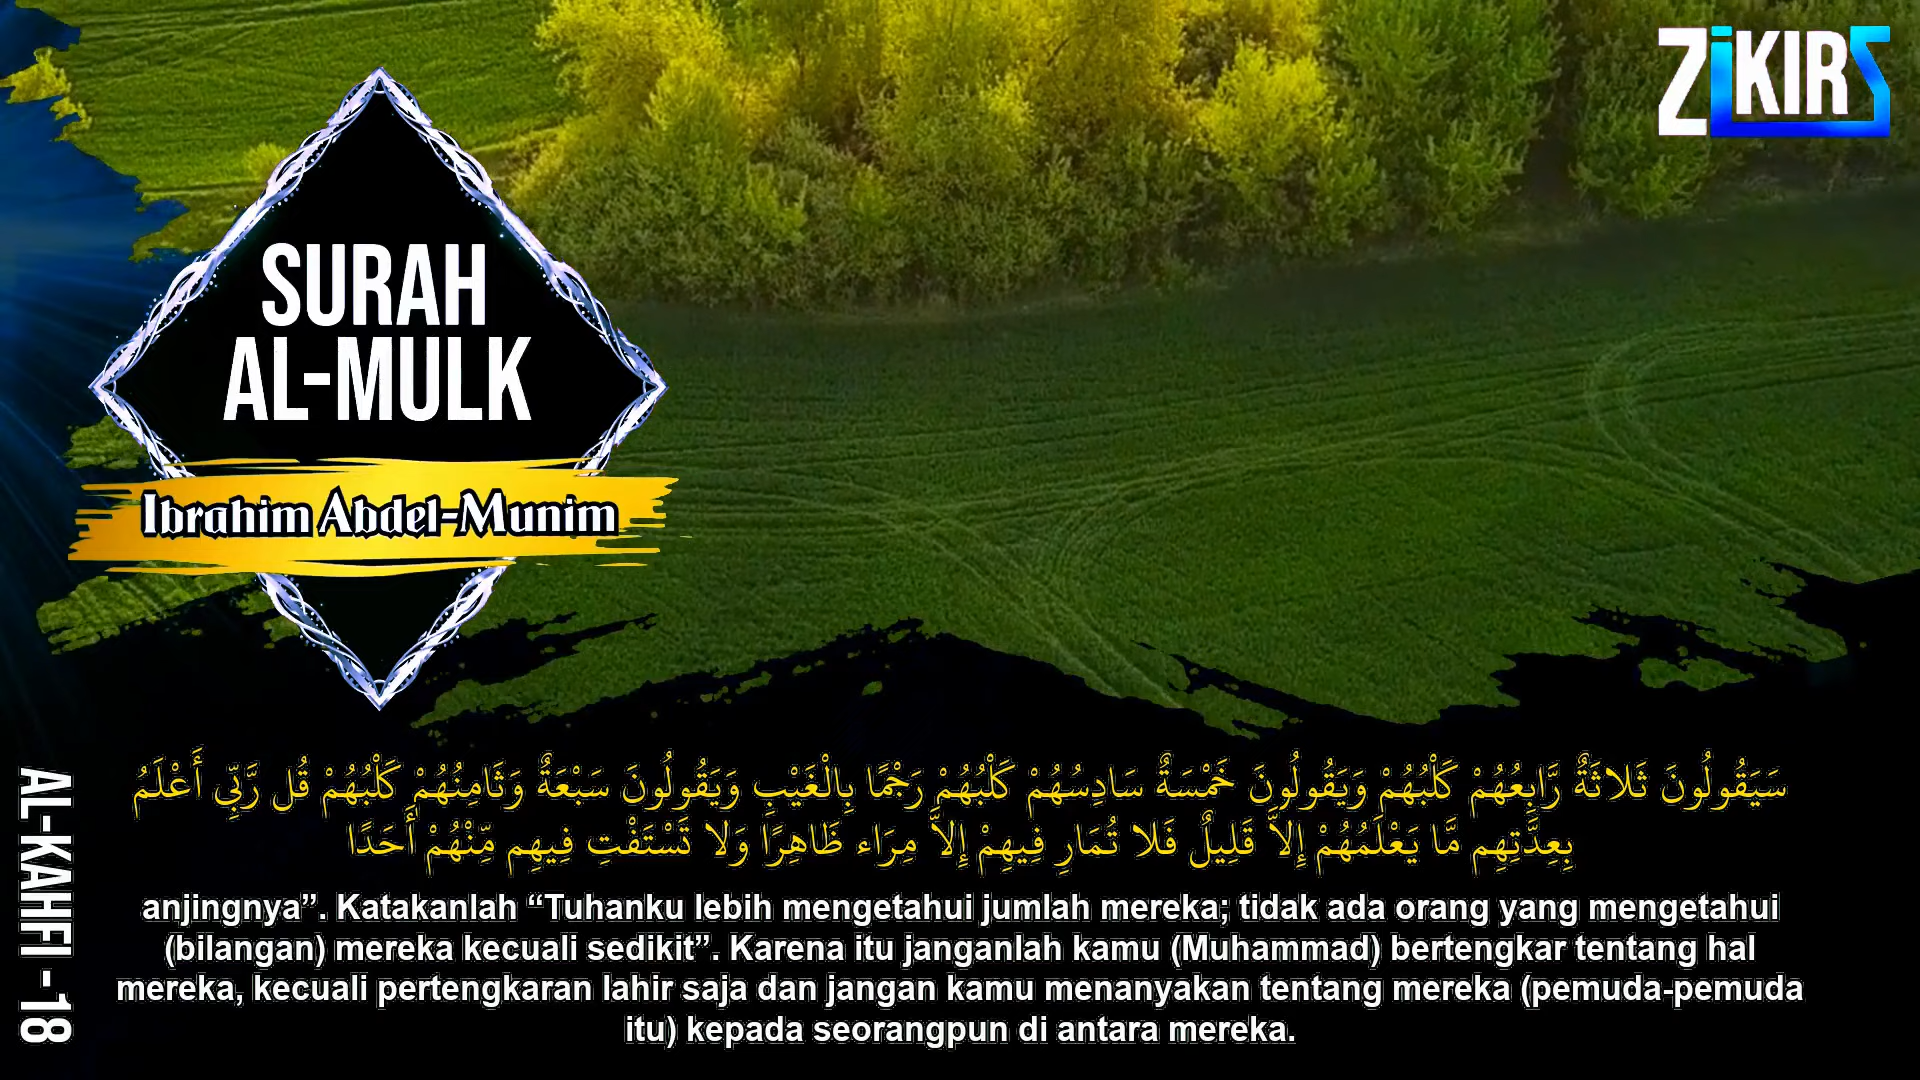 ZiKIRS
SURAH
AL-MULK
Ibrahim Abdel-Munim
AL-KAHFI -18
سَيَقُولُونَ ثَلاثَةٌ رَّابِعُهُمْ كَلْبُهُمْ وَيَقُولُونَ خَمْسَةٌ سَادِسُهُمْ كَلْبُهُمْ رَجْمًا بِالْغَيْبِ وَيَقُولُونَ سَبْعَةٌ وَثَامِنُهُمْ كَلْبُهُمْ قُل رَّبِّي أَعْلَمُ
بِعِدَّتِهِم مَّا يَعْلَمُهُمْ إِلاَّ قَلِيلٌ فَلا تُمَارِ فِيهِمْ إِلاَّ مِرَاء ظَاهِرًا وَلا تَسْتَفْتِ فِيهِم مِّنْهُمْ أَحَدًا
anjingnya”. Katakanlah “Tuhanku lebih mengetahui jumlah mereka; tidak ada orang yang mengetahui
(bilangan) mereka kecuali sedikit”. Karena itu janganlah kamu (Muhammad) bertengkar tentang hal
mereka, kecuali pertengkaran lahir saja dan jangan kamu menanyakan tentang mereka (pemuda-pemuda
itu) kepada seorangpun di antara mereka.